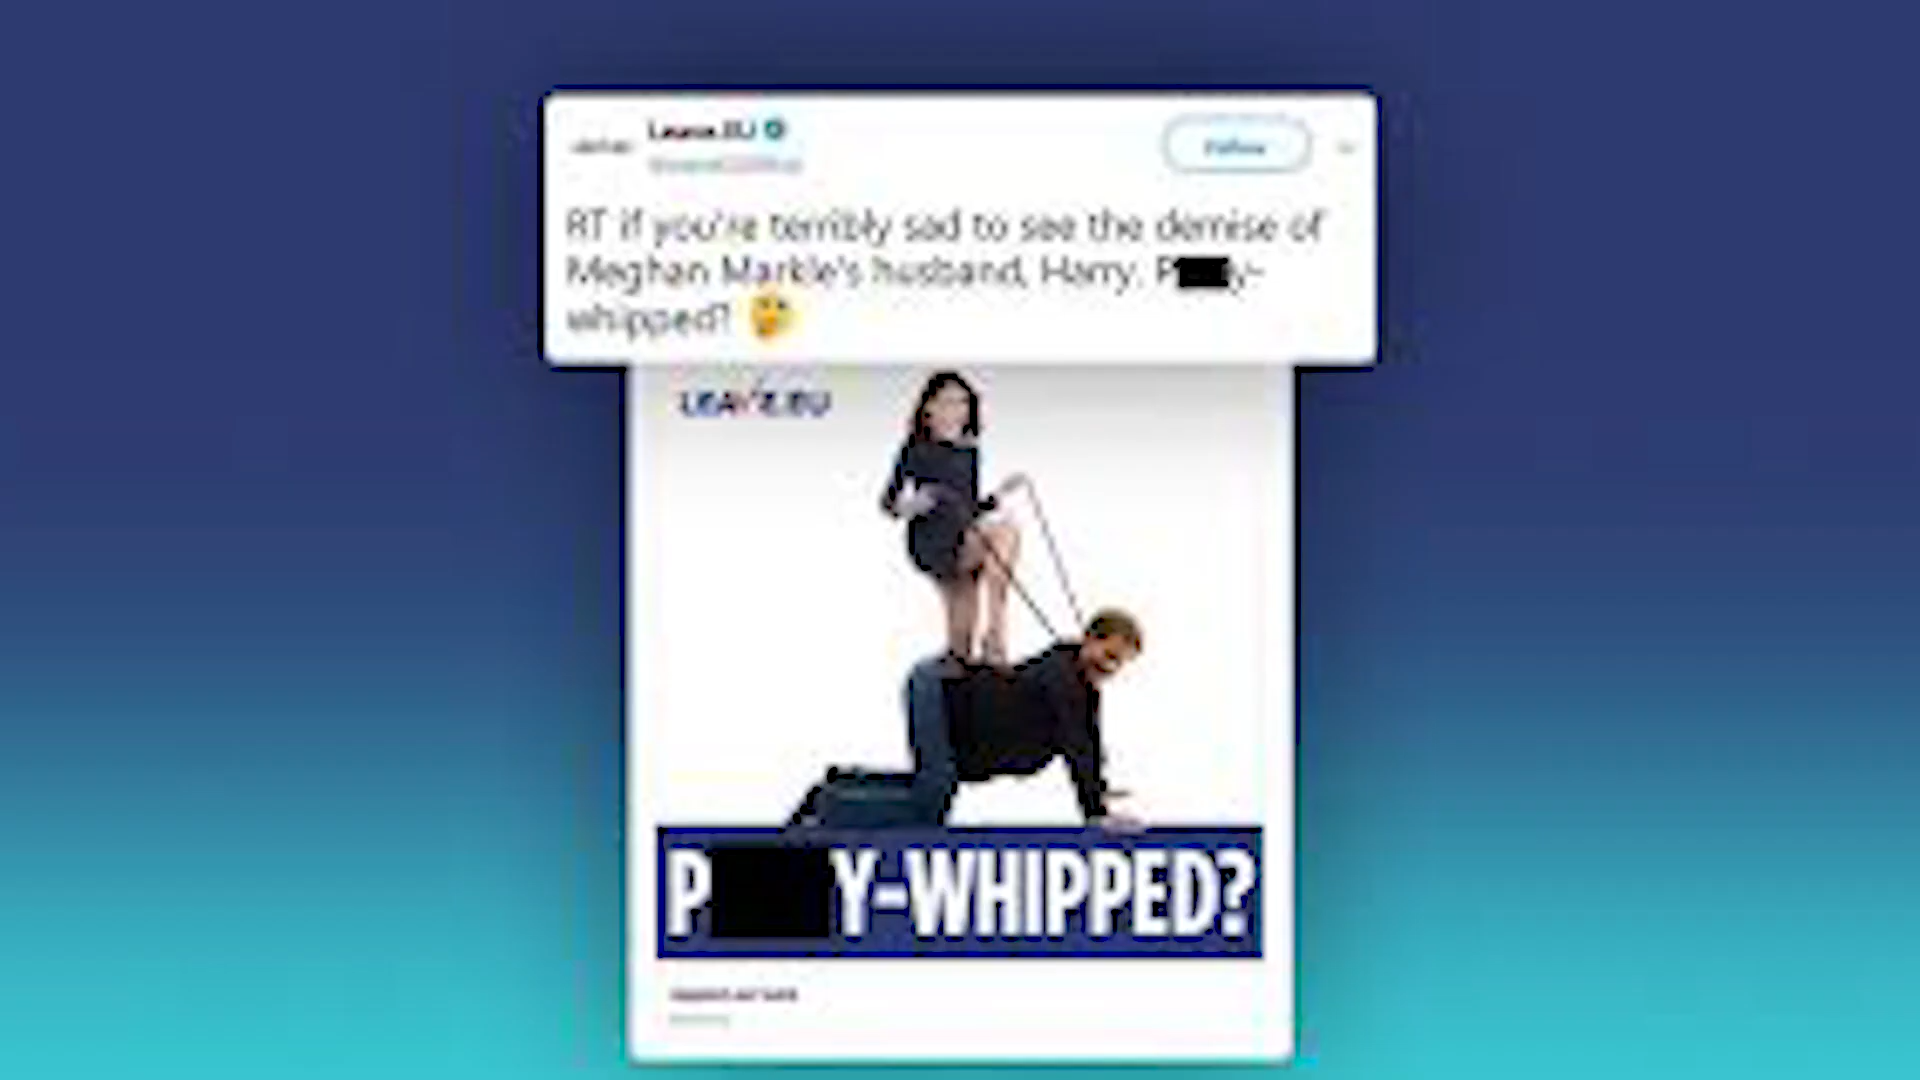 Leave.EU
Follow
RT if you're terribly sad to see the demise of
Meghan Markle's husband, Harry. P y-
whipped?
LEAVE.EU
P Y-WHIPPED?